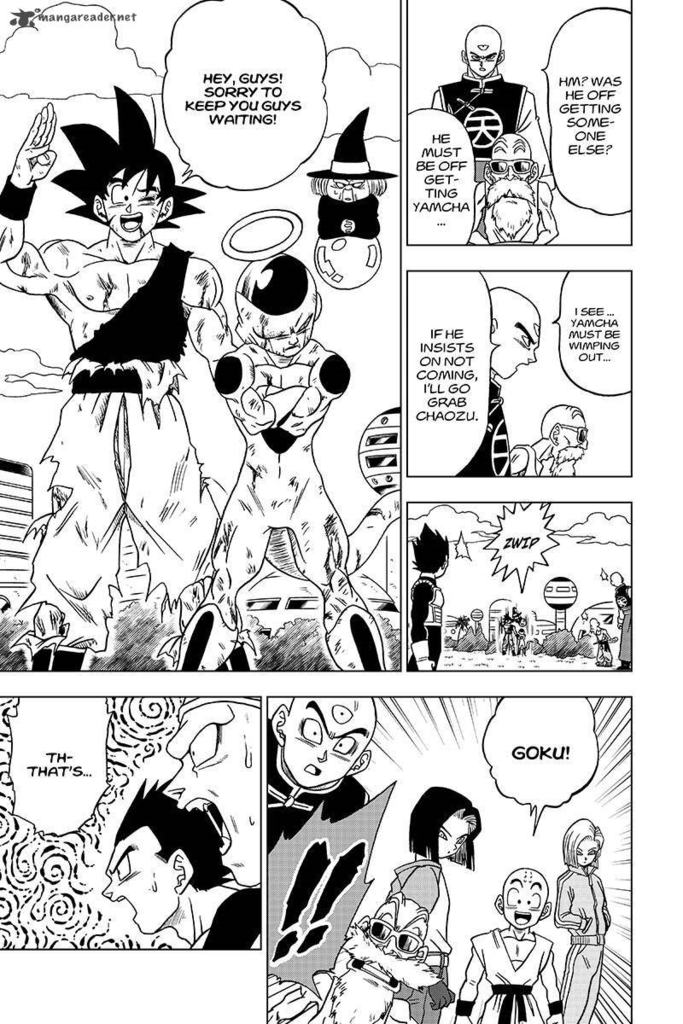 mangareader.net
HM? WAS
HE OFF
GETTING
SOME-
ONE
ELSE?
HE
MUST
BE OFF
GET-
TING
YAMCHA
...
天
I SEE ...
YAMCHA
MUST BE
WIMPING
OUT...
IF HE
INSISTS
ON NOT
COMING,
I'LL GO
GRAB
CHAOZU.
ZWIP
HEY, GUYS!
SORRY TO
KEEP YOU GUYS
WAITING!
GOKU!
!!
TH-
THAT'S...